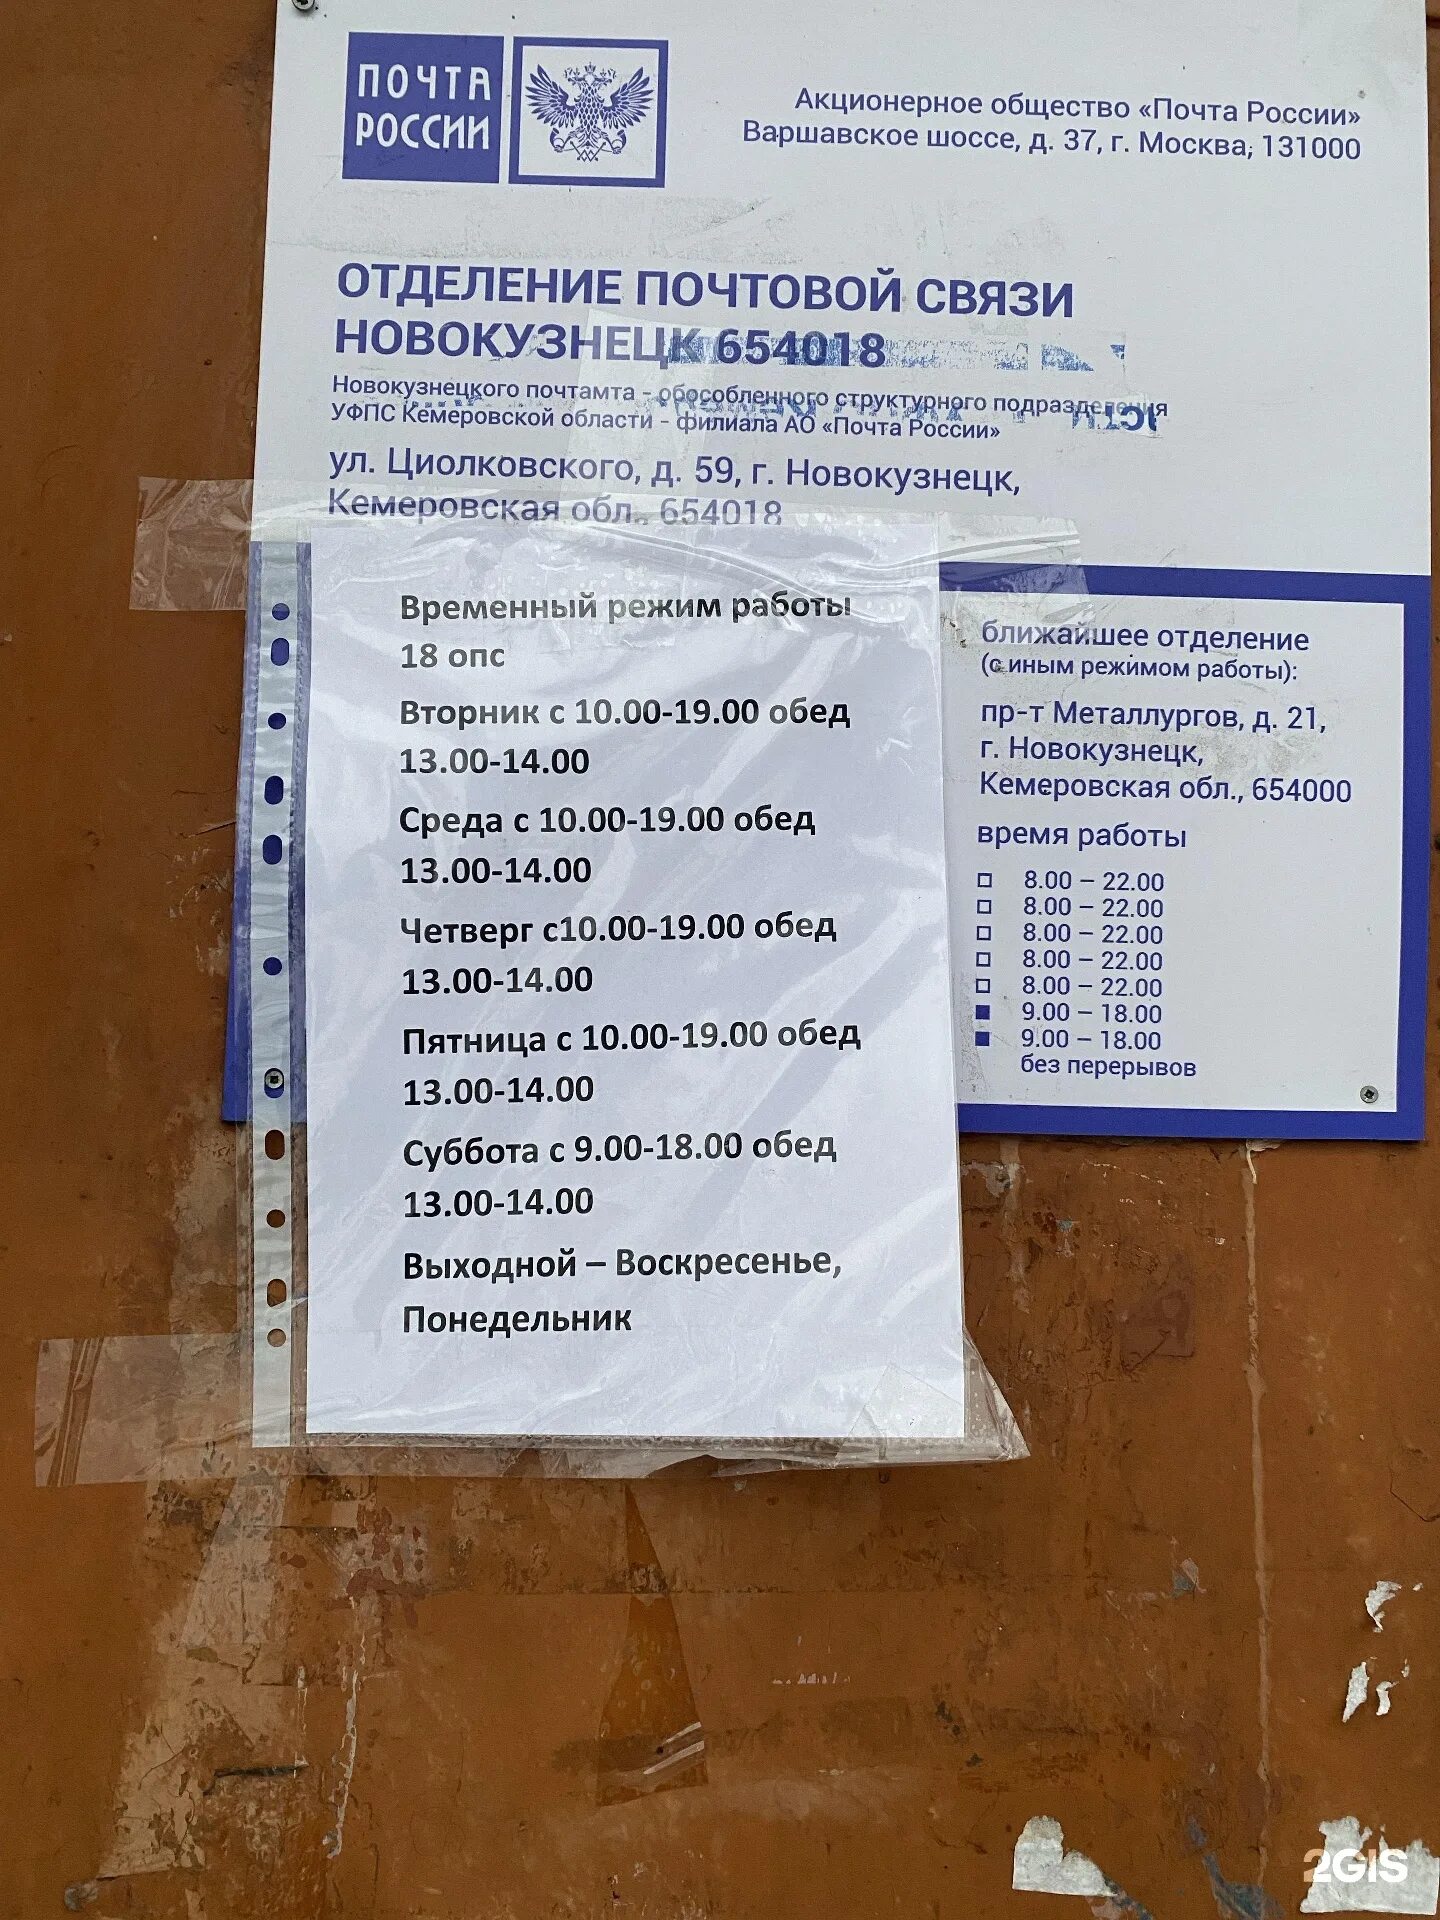 ПОЧТА
РОССИИ
Акционерное общество «Почта России»
Варшавское шоссе, д. 37, г. Москва, 131000
ОТДЕЛЕНИЕ ПОЧТОВОЙ СВЯЗИ
НОВОКУЗНЕЦК 654018
Новокузнецкого почтамта - обособленного структурного подразделения
УФПС Кемеровской области - филиала АО «Почта России»
ул. Циолковского, д. 59, г. Новокузнецк,
Кемеровская обл., 654018
Временный режим работы
18 опс
Вторник с 10.00-19.00 обед
13.00-14.00
Среда с 10.00-19.00 обед
13.00-14.00
Четверг с10.00-19.00 обед
13.00-14.00
Пятница с 10.00-19.00 обед
13.00-14.00
Суббота с 9.00-18.00 обед
13.00-14.00
Выходной – Воскресенье,
Понедельник
ближайшее отделение
(с иным режимом работы):
пр-т Металлургов, д. 21,
г. Новокузнецк,
Кемеровская обл., 654000
время работы
8.00 – 22.00
8.00 – 22.00
8.00 – 22.00
8.00 – 22.00
8.00 – 22.00
9.00 – 18.00
9.00 – 18.00
без перерывов
2GIS